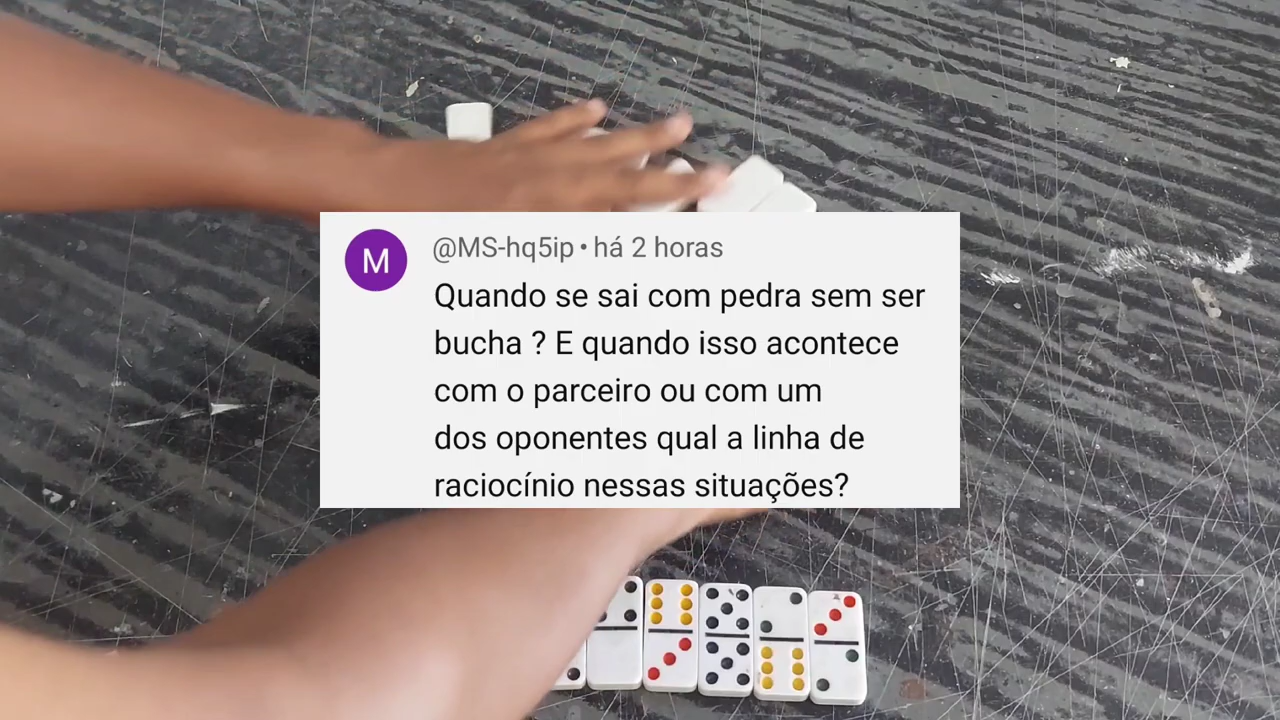 M
@MS-hq5ip • há 2 horas
Quando se sai com pedra sem ser
bucha ? E quando isso acontece
com o parceiro ou com um
dos oponentes qual a linha de
raciocínio nessas situações?